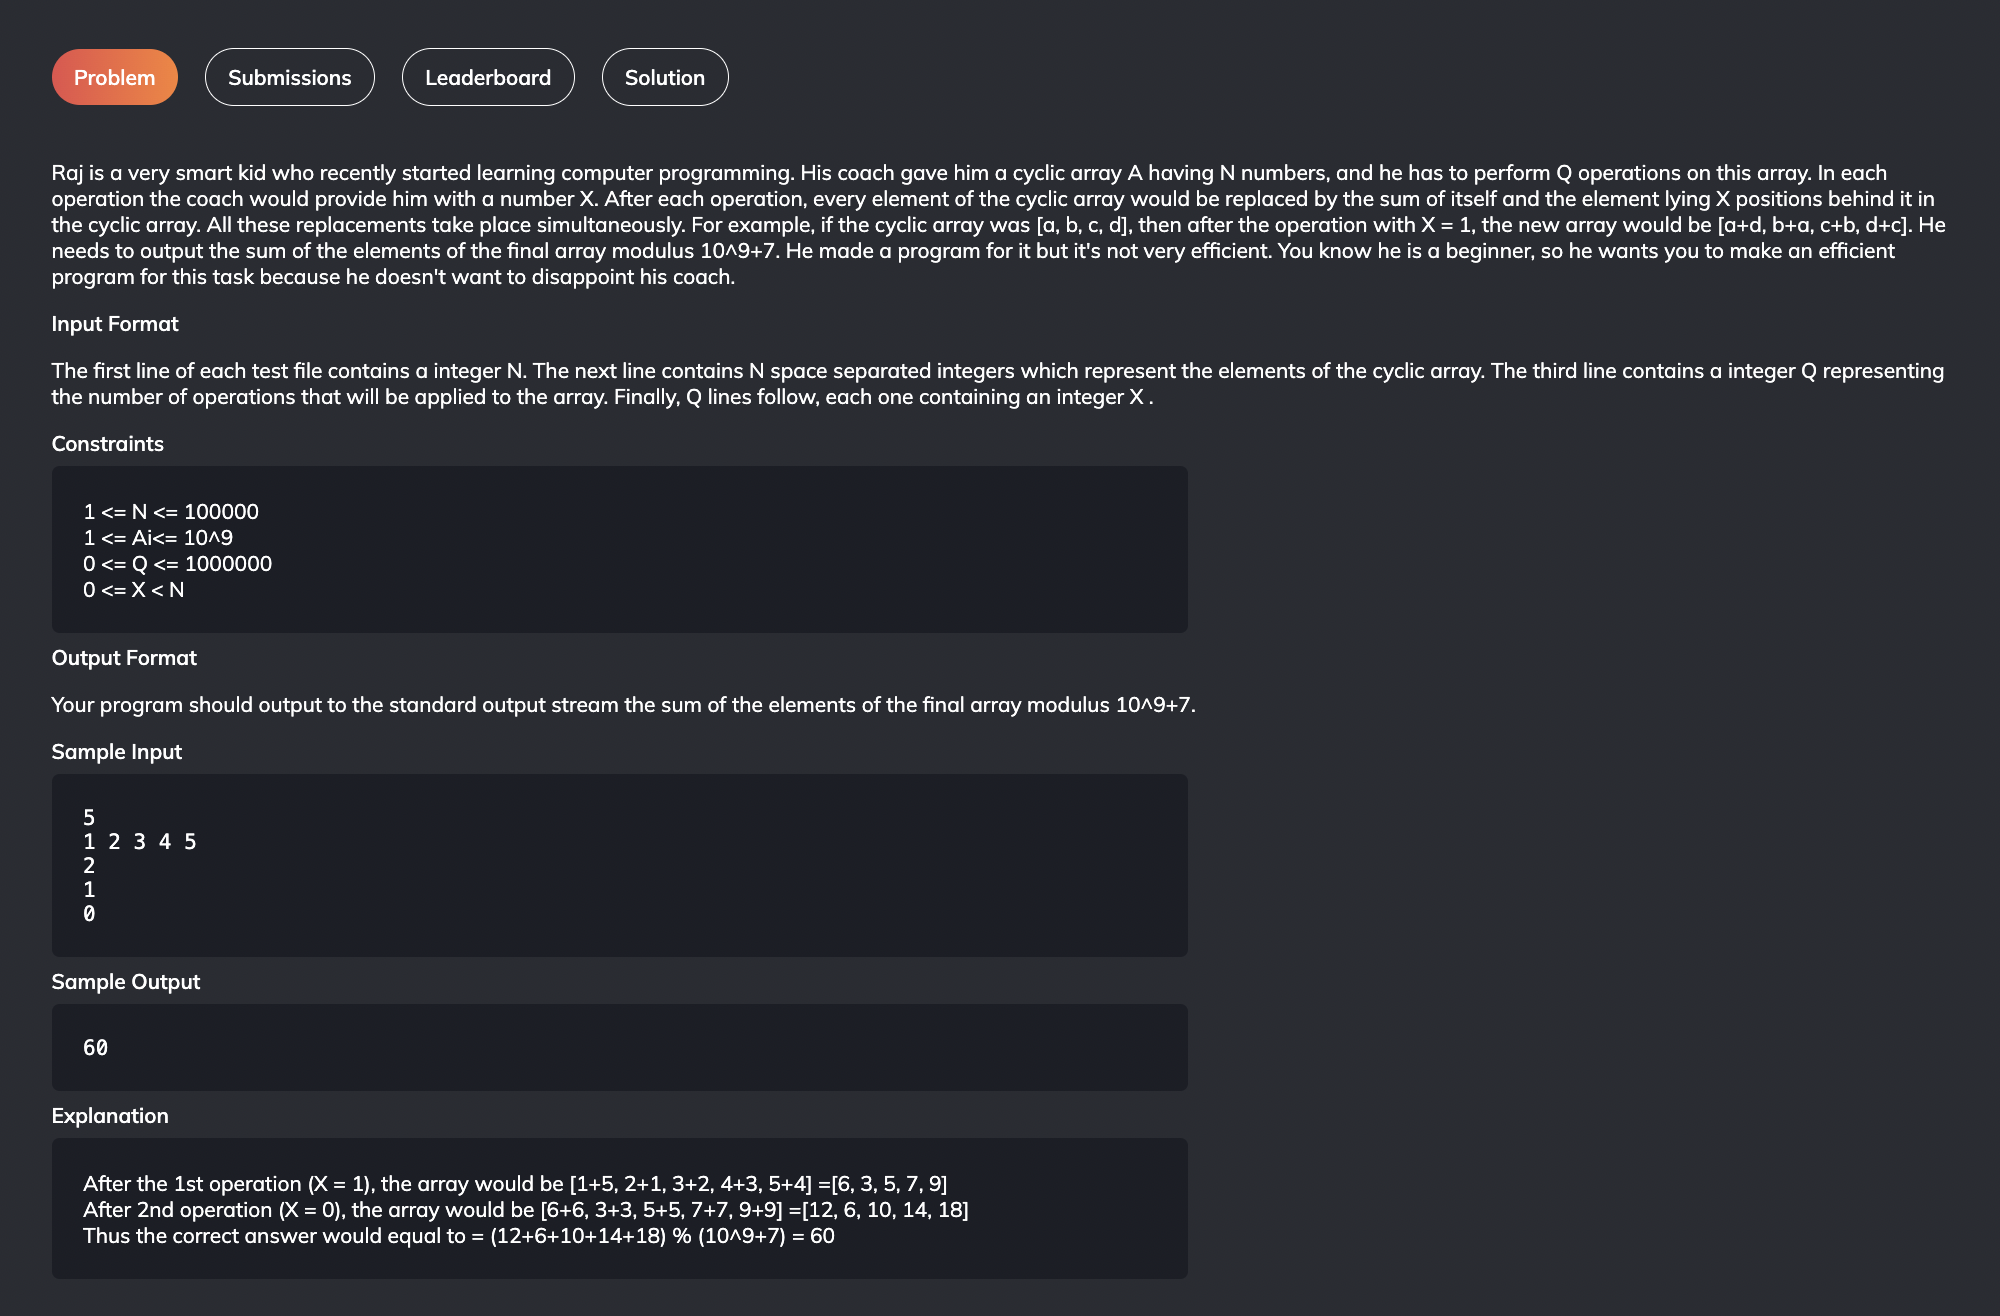 Problem
Submissions
Leaderboard
Solution
Raj is a very smart kid who recently started learning computer programming. His coach gave him a cyclic array A having N numbers, and he has to perform Q operations on this array. In each
operation the coach would provide him with a number X. After each operation, every element of the cyclic array would be replaced by the sum of itself and the element lying X positions behind it in
the cyclic array. All these replacements take place simultaneously. For example, if the cyclic array was [a, b, c, d], then after the operation with X = 1, the new array would be [a+d, b+a, c+b, d+c]. He
needs to output the sum of the elements of the final array modulus 10^9+7. He made a program for it but it's not very efficient. You know he is a beginner, so he wants you to make an efficient
program for this task because he doesn't want to disappoint his coach.
Input Format
The first line of each test file contains a integer N. The next line contains N space separated integers which represent the elements of the cyclic array. The third line contains a integer Q representing
the number of operations that will be applied to the array. Finally, Q lines follow, each one containing an integer X .
Constraints
1 <= N <= 100000
1 <= Ai<= 10^9
0 <= Q <= 1000000
0 <= X < N
Output Format
Your program should output to the standard output stream the sum of the elements of the final array modulus 10^9+7.
Sample Input
5
1 2 3 4 5
2
1
0
Sample Output
60
Explanation
After the 1st operation (X = 1), the array would be [1+5, 2+1, 3+2, 4+3, 5+4] =[6, 3, 5, 7, 9]
After 2nd operation (X = 0), the array would be [6+6, 3+3, 5+5, 7+7, 9+9] =[12, 6, 10, 14, 18]
Thus the correct answer would equal to = (12+6+10+14+18) % (10^9+7) = 60